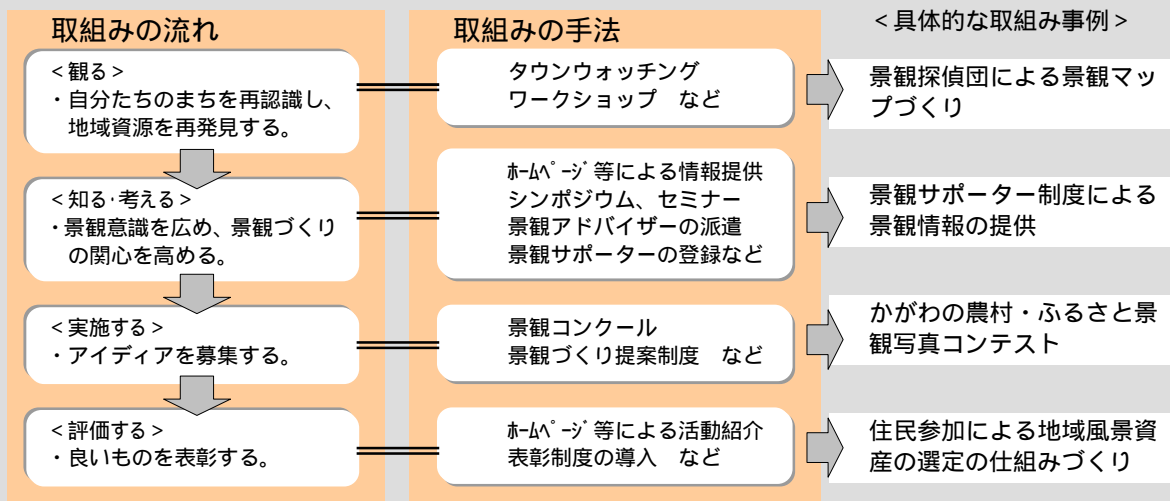 取組みの流れ
<観る>
・自分たちのまちを再認識し、
地域資源を再発見する。
<知る・考える>
・景観意識を広め、景観づくり
の関心を高める。
<実施する>
・アイディアを募集する。
<評価する>
・良いものを表彰する。
取組みの手法
タウンウォッチング
ワークショップ など
ﾎｰﾑﾍﾟｰｼﾞ等による情報提供
シンポジウム、セミナー
景観アドバイザーの派遣
景観サポーターの登録など
景観コンクール
景観づくり提案制度 など
ﾎｰﾑﾍﾟｰｼﾞ等による活動紹介
表彰制度の導入 など
<具体的な取組み事例>
景観探偵団による景観マッ
プづくり
景観サポーター制度による
景観情報の提供
かがわの農村・ふるさと景
観写真コンテスト
住民参加による地域風景資
産の選定の仕組みづくり